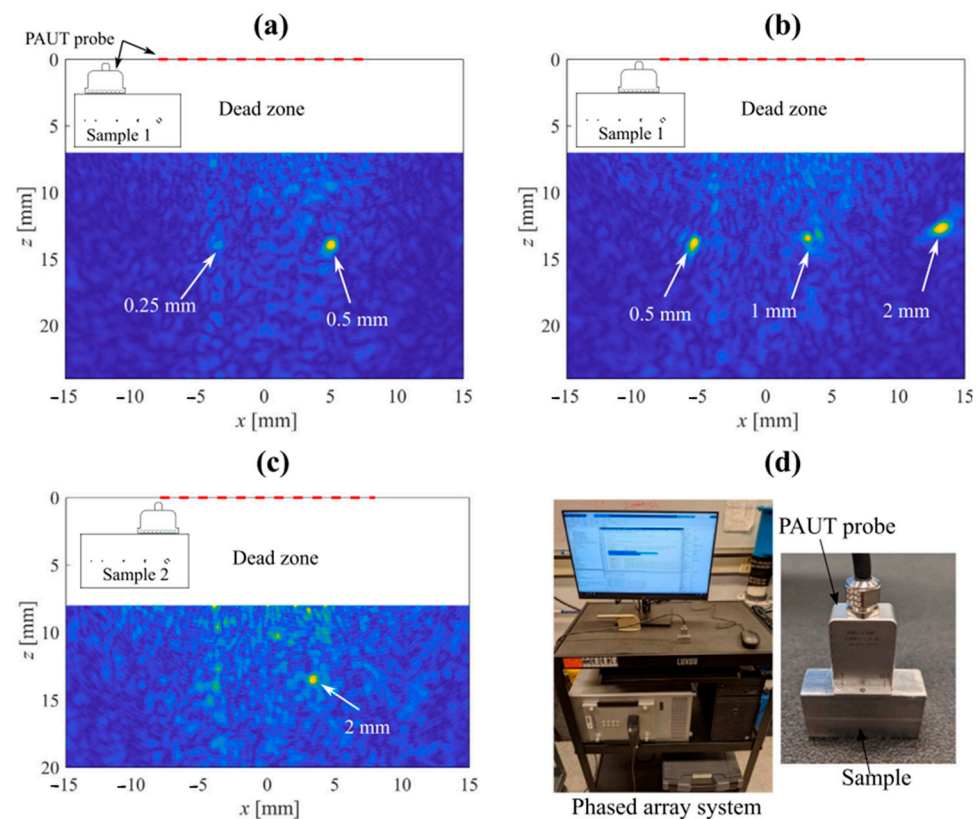 (a)
PAUT probe
0
Dead zone
Sample 1
5
10
15
20
z [mm]
0.25 mm
0.5 mm
−15
−10
−5
0
5
10
15
x [mm]
(b)
0
Dead zone
Sample 1
5
10
15
20
z [mm]
0.5 mm
1 mm
2 mm
−15
−10
−5
0
5
10
15
x [mm]
(c)
0
Dead zone
Sample 2
5
10
15
20
z [mm]
2 mm
−15
−10
−5
0
5
10
15
x [mm]
(d)
PAUT probe
LUXOR
Sample
Phased array system